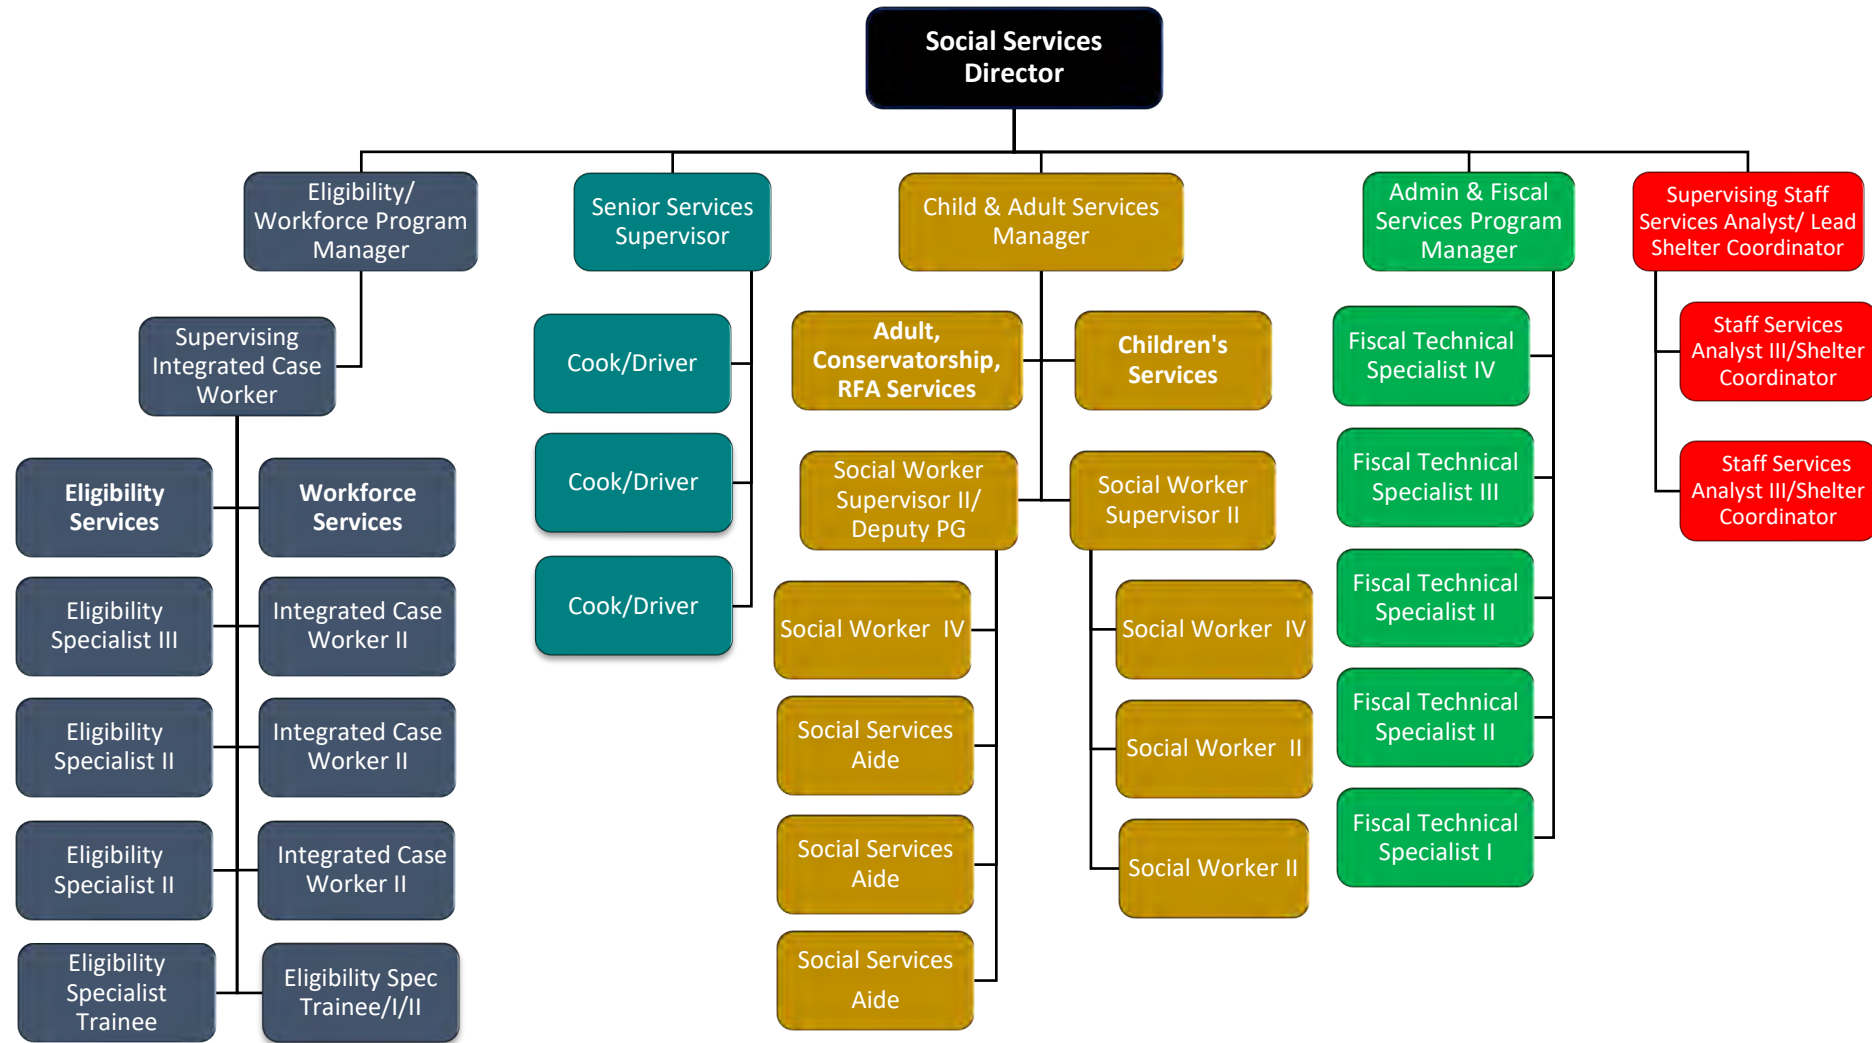 Social Services
Director
Eligibility/
Workforce Program
Manager
Senior Services
Supervisor
Child & Adult Services
Manager
Admin & Fiscal
Services Program
Manager
Supervising Staff
Services Analyst/ Lead
Shelter Coordinator
Supervising
Integrated Case
Worker
Eligibility
Services
Workforce
Services
Eligibility
Specialist III
Integrated Case
Worker II
Eligibility
Specialist II
Integrated Case
Worker II
Eligibility
Specialist II
Integrated Case
Worker II
Eligibility
Specialist
Trainee
Eligibility Spec
Trainee/I/II
Cook/Driver
Cook/Driver
Cook/Driver
Adult,
Conservatorship,
RFA Services
Children's
Services
Social Worker
Supervisor II/
Deputy PG
Social Worker
Supervisor II
Social Worker IV
Social Services
Aide
Social Services
Aide
Social Services
Aide
Social Worker IV
Social Worker II
Social Worker II
Fiscal Technical
Specialist IV
Fiscal Technical
Specialist III
Fiscal Technical
Specialist II
Fiscal Technical
Specialist II
Fiscal Technical
Specialist I
Staff Services
Analyst III/Shelter
Coordinator
Staff Services
Analyst III/Shelter
Coordinator